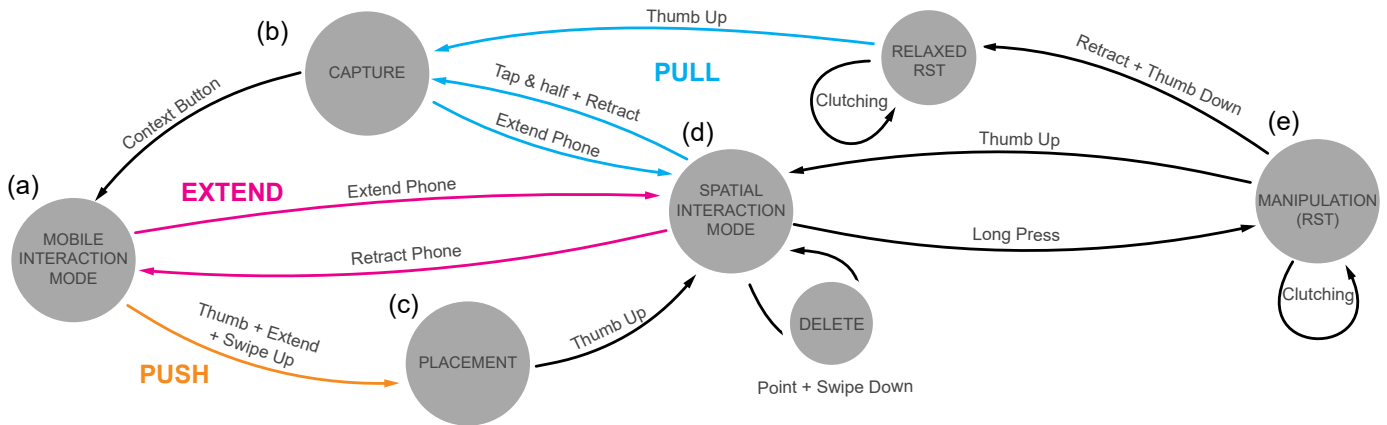 (b)
CAPTURE
Thumb Up
PULL
RELAXED
RST
Clutching
Retract + Thumb Down
Context Button
Tap & half + Retract
Extend Phone
(d)
SPATIAL
INTERACTION
MODE
Thumb Up
(e)
MANIPULATION
(RST)
Long Press
Clutching
(a)
MOBILE
INTERACTION
MODE
EXTEND
Extend Phone
Retract Phone
Thumb + Extend
+ Swipe Up
PUSH
(c)
PLACEMENT
Thumb Up
DELETE
Point + Swipe Down